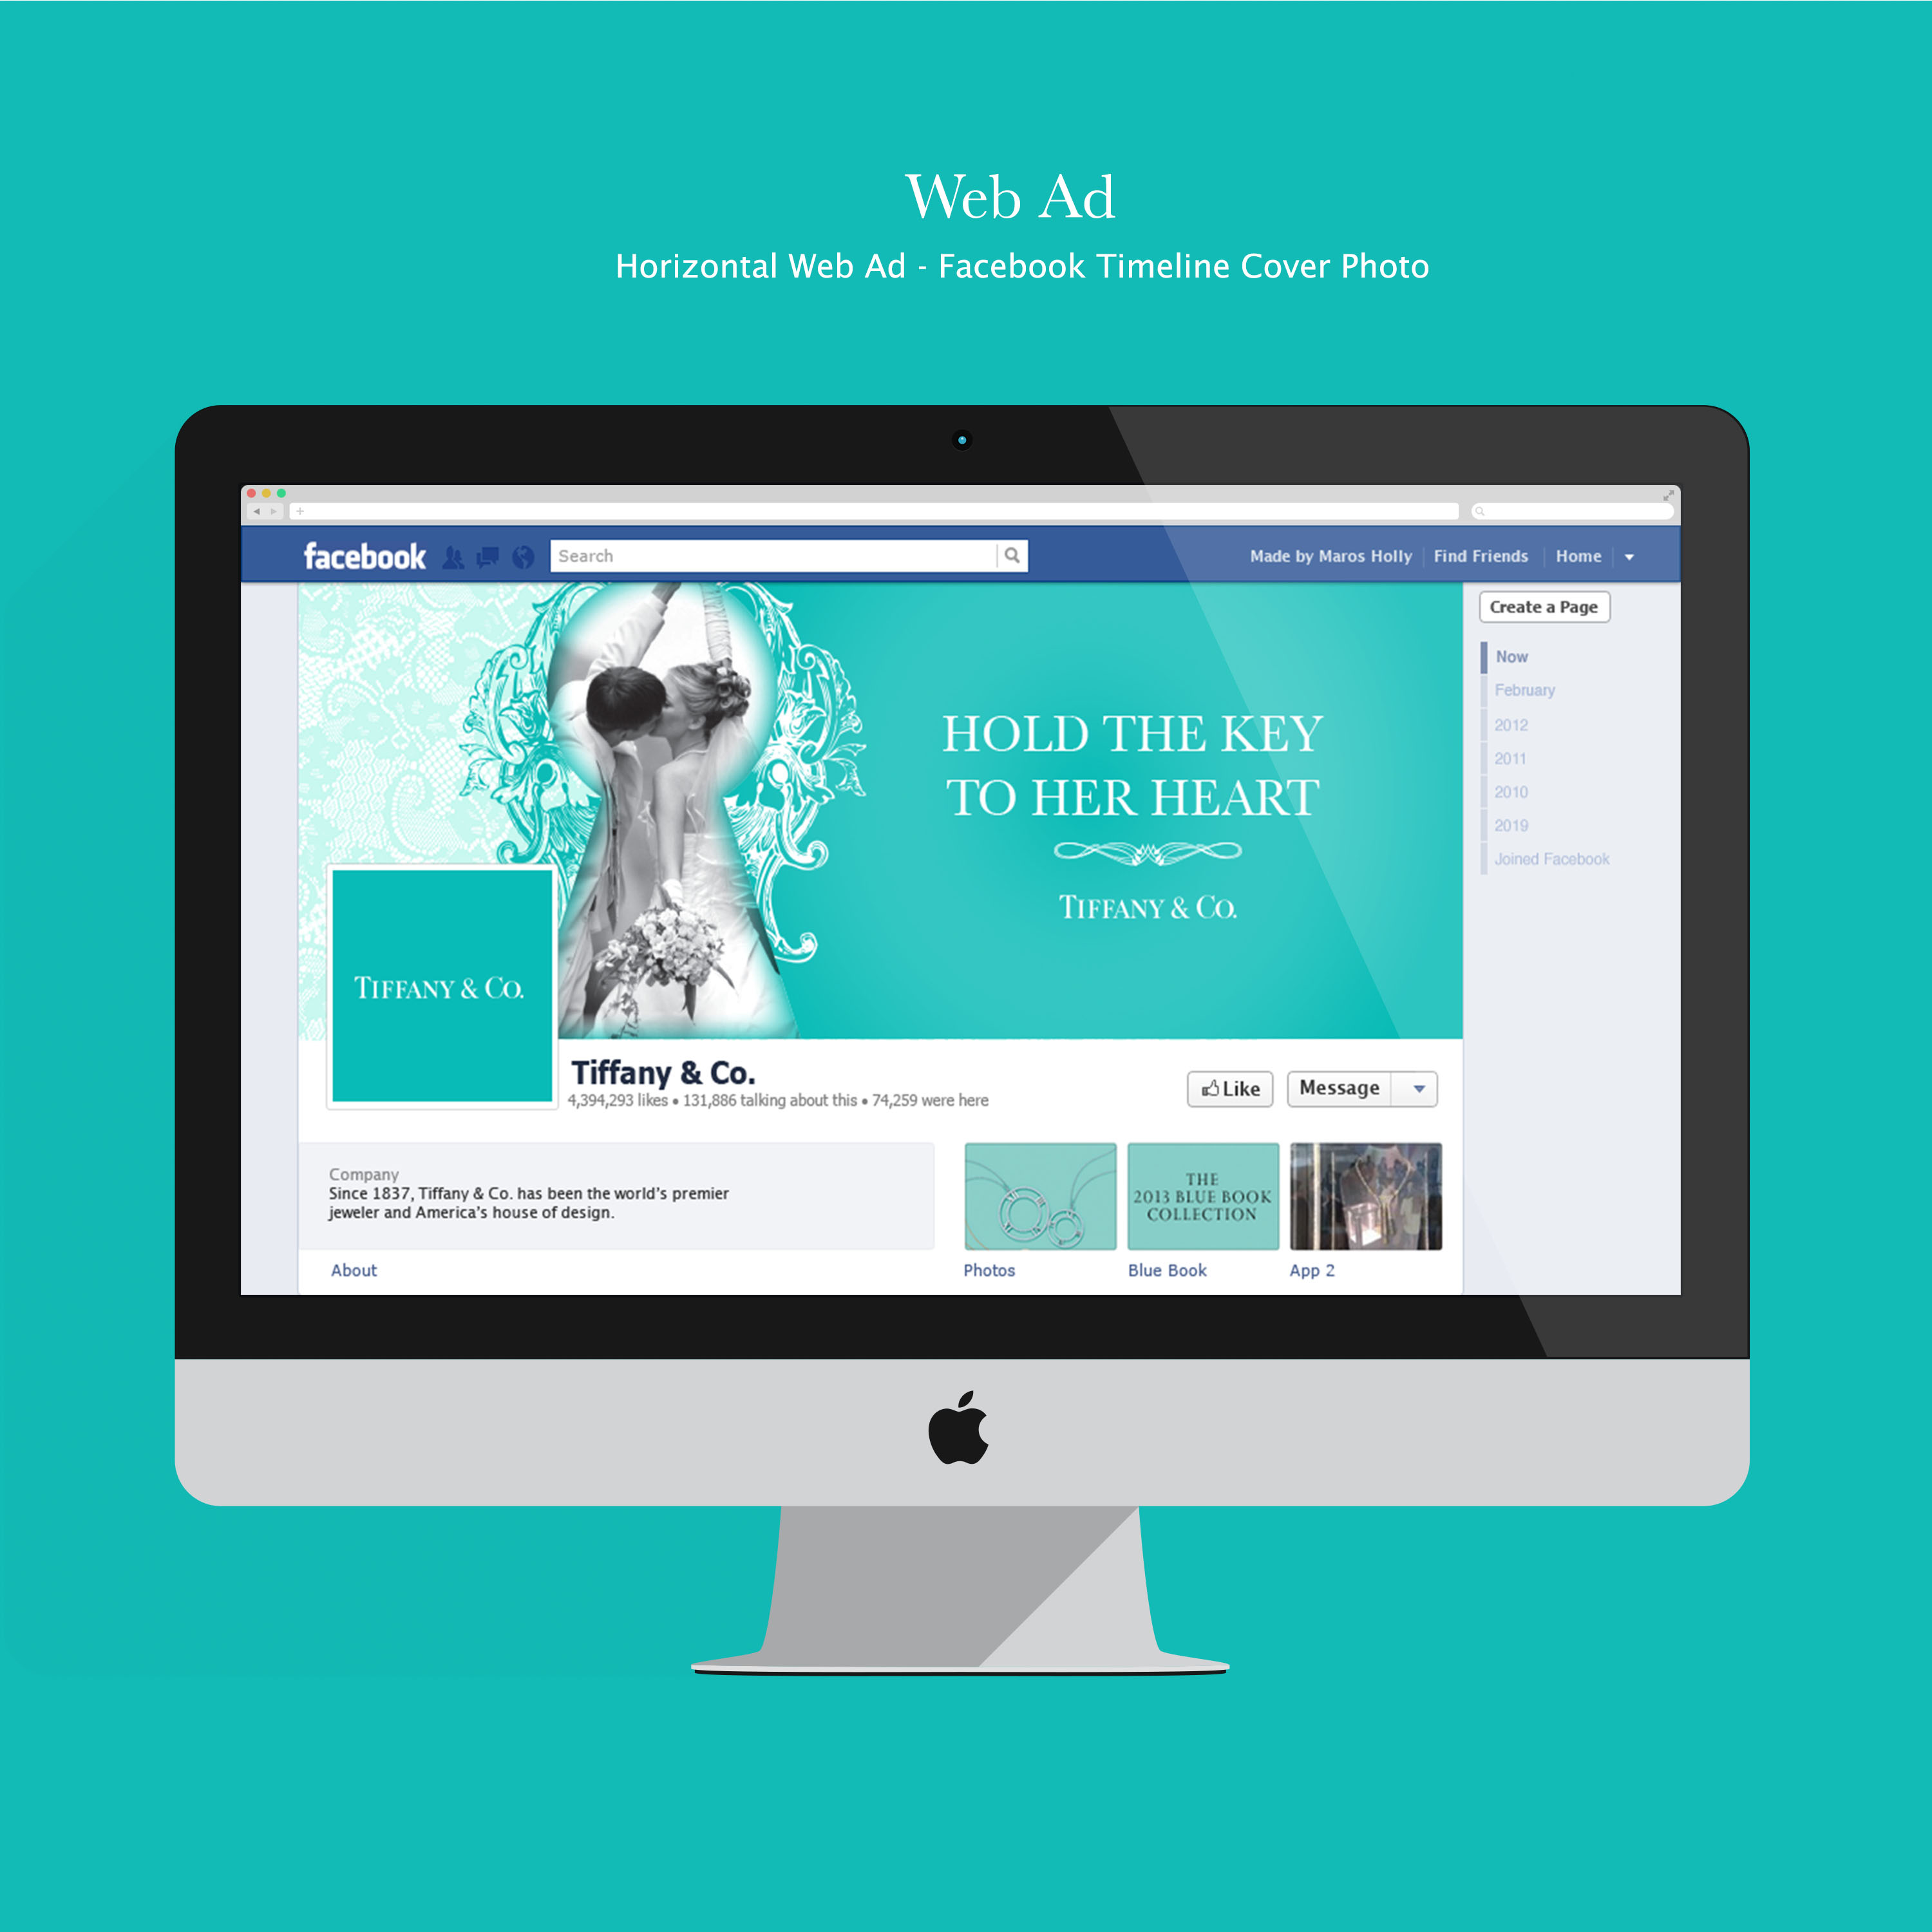 Web Ad
Horizontal Web Ad - Facebook Timeline Cover Photo
facebook
Search
Made by Maros Holly
Find Friends
Home
Create a Page
Now
February
2012
2011
2010
2019
Joined Facebook
HOLD THE KEY
TO HER HEART
TIFFANY & CO.
TIFFANY & CO.
Tiffany & Co.
4,394,293 likes • 131,886 talking about this • 74,259 were here
Like
Message
Company
Since 1837, Tiffany & Co. has been the world's premier
jeweler and America's house of design.
THE
2013 BLUE BOOK
COLLECTION
About
Photos
Blue Book
App 2